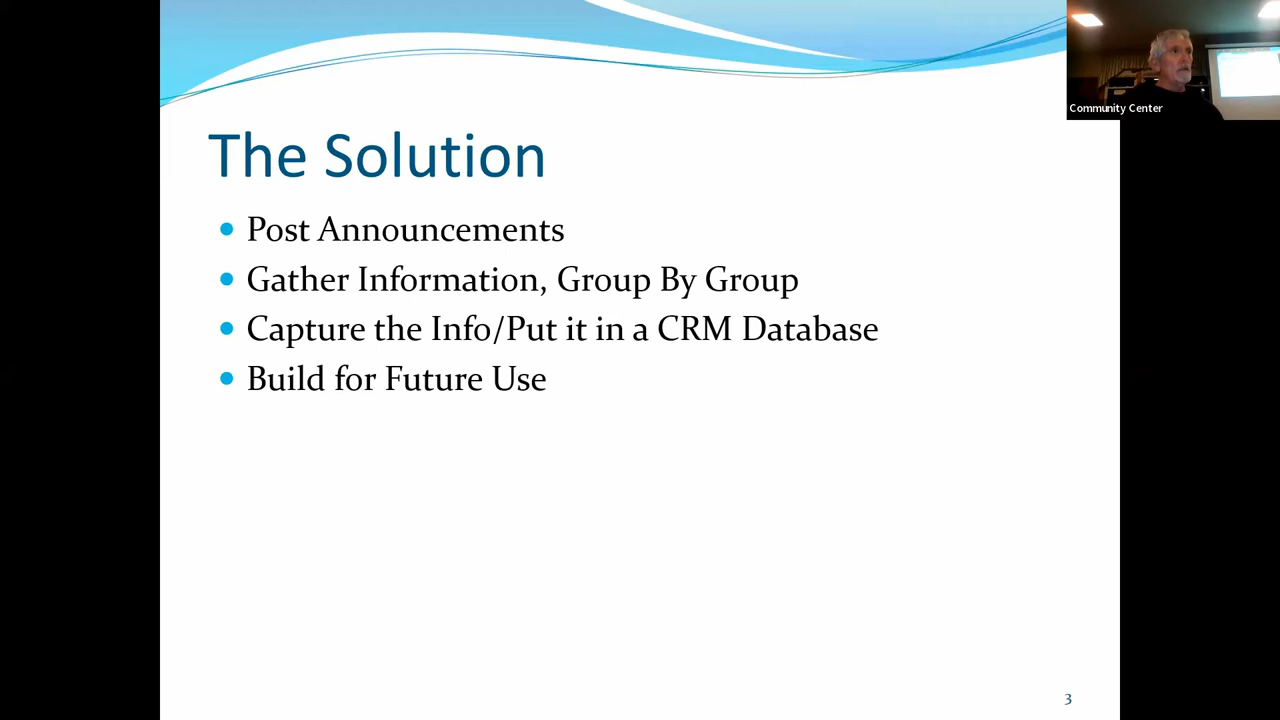 Community Center
The Solution
Post Announcements
Gather Information, Group By Group
Capture the Info/Put it in a CRM Database
Build for Future Use
3